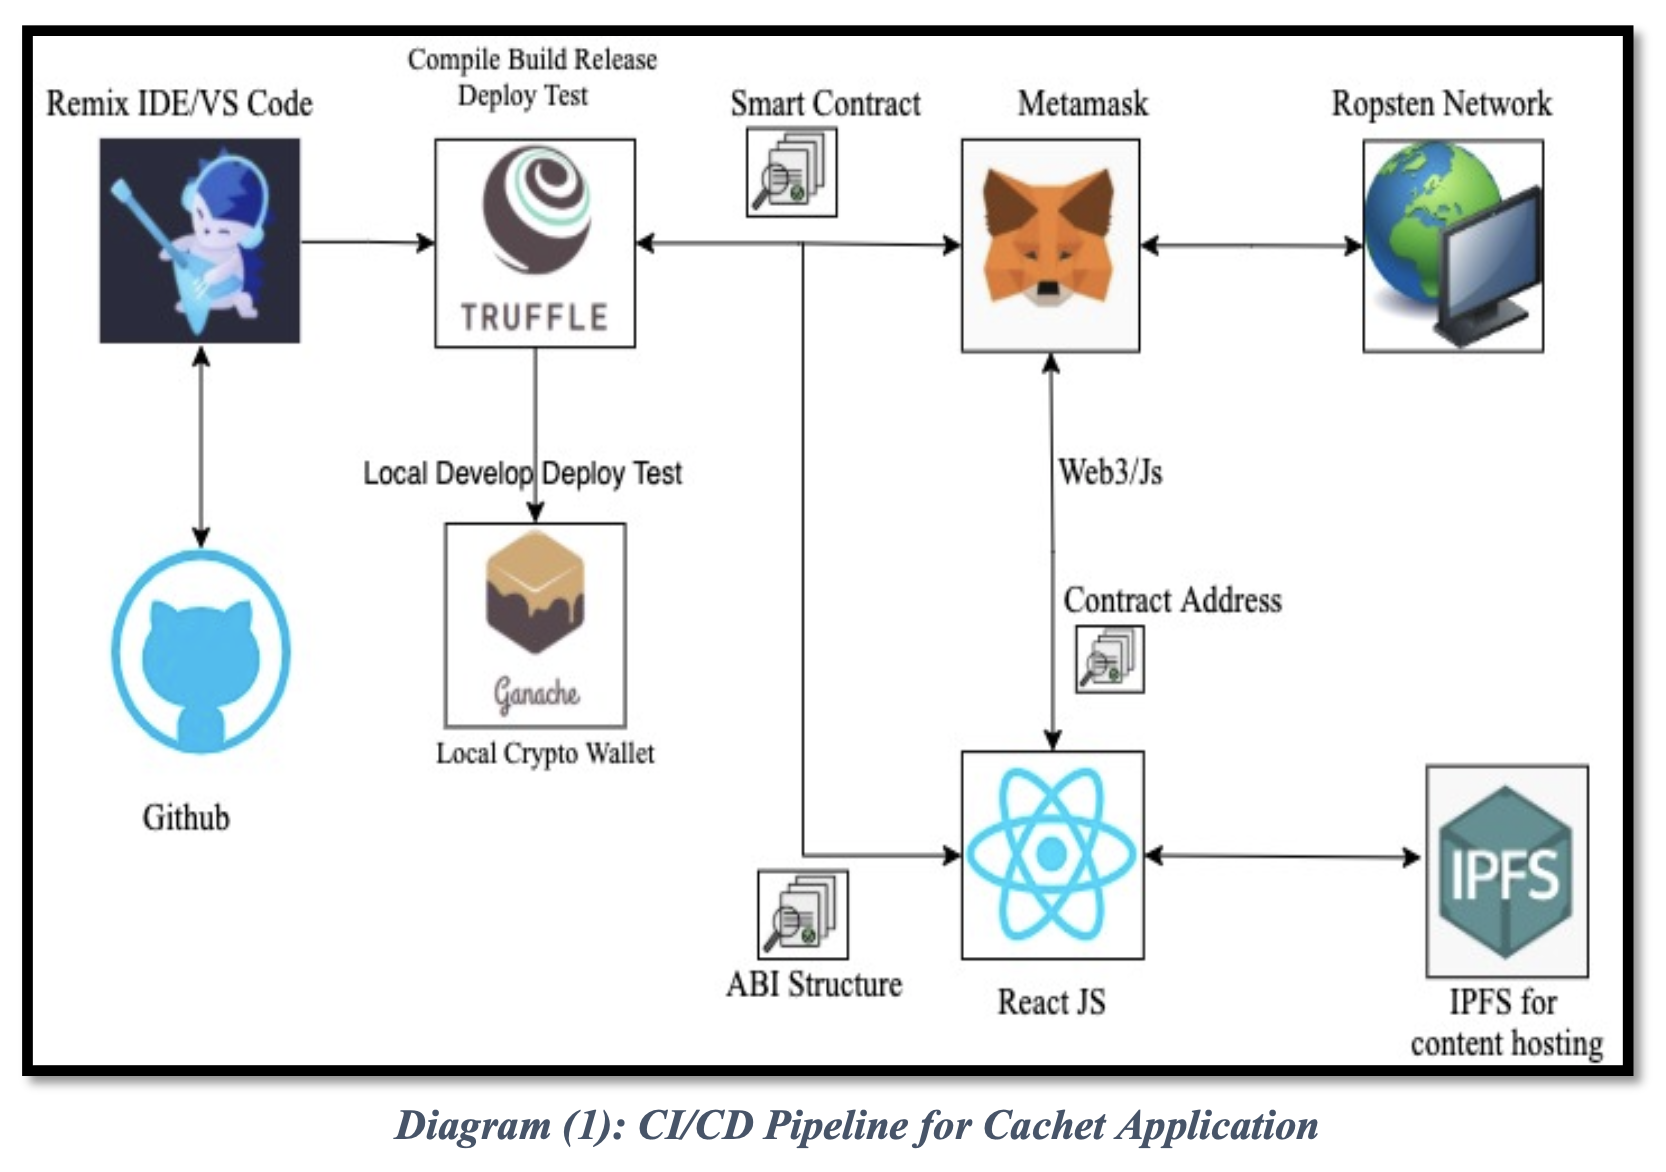 Compile Build Release
Deploy Test
Remix IDE/VS Code
Smart Contract
Metamask
Ropsten Network
TRUFFLE
Local Develop Deploy Test
Web3/Js
Contract Address
Ganache
Local Crypto Wallet
Github
IPFS
ABI Structure
React JS
IPFS for
content hosting
Diagram (1): CI/CD Pipeline for Cachet Application